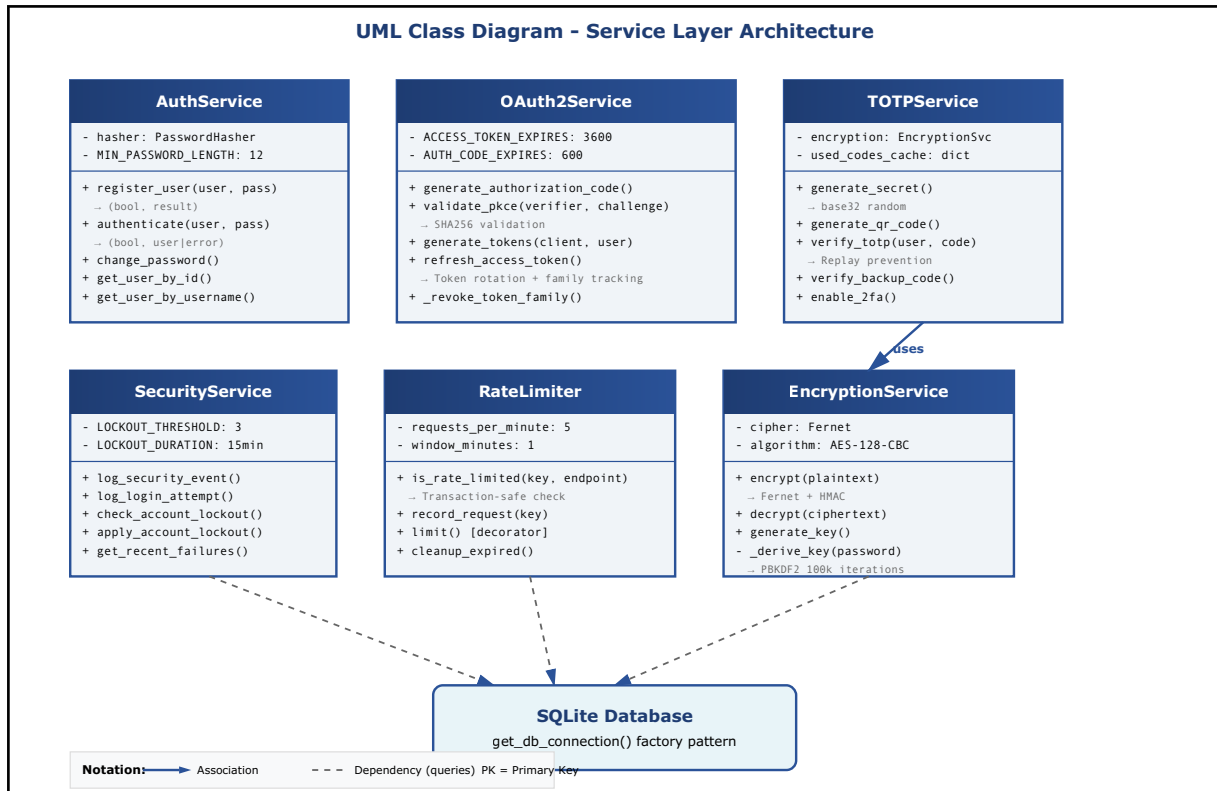 UML Class Diagram - Service Layer Architecture
AuthService
- hasher: PasswordHasher
- MIN_PASSWORD_LENGTH: 12
+ register_user(user, pass)
→ (bool, result)
+ authenticate(user, pass)
→ (bool, user|error)
+ change_password()
+ get_user_by_id()
+ get_user_by_username()
OAuth2Service
- ACCESS_TOKEN_EXPIRES: 3600
- AUTH_CODE_EXPIRES: 600
+ generate_authorization_code()
+ validate_pkce(verifier, challenge)
→ SHA256 validation
+ generate_tokens(client, user)
+ refresh_access_token()
→ Token rotation + family tracking
+ _revoke_token_family()
TOTPService
- encryption: EncryptionSvc
- used_codes_cache: dict
+ generate_secret()
→ base32 random
+ generate_qr_code()
+ verify_totp(user, code)
→ Replay prevention
+ verify_backup_code()
+ enable_2fa()
uses
SecurityService
- LOCKOUT_THRESHOLD: 3
- LOCKOUT_DURATION: 15min
+ log_security_event()
+ log_login_attempt()
+ check_account_lockout()
+ apply_account_lockout()
+ get_recent_failures()
RateLimiter
- requests_per_minute: 5
- window_minutes: 1
+ is_rate_limited(key, endpoint)
→ Transaction-safe check
+ record_request(key)
+ limit() [decorator]
+ cleanup_expired()
EncryptionService
- cipher: Fernet
- algorithm: AES-128-CBC
+ encrypt(plaintext)
→ Fernet + HMAC
+ decrypt(ciphertext)
+ generate_key()
- _derive_key(password)
→ PBKDF2 100k iterations
SQLite Database
get_db_connection() factory pattern
Notation: Association Dependency (queries) PK = Primary Key